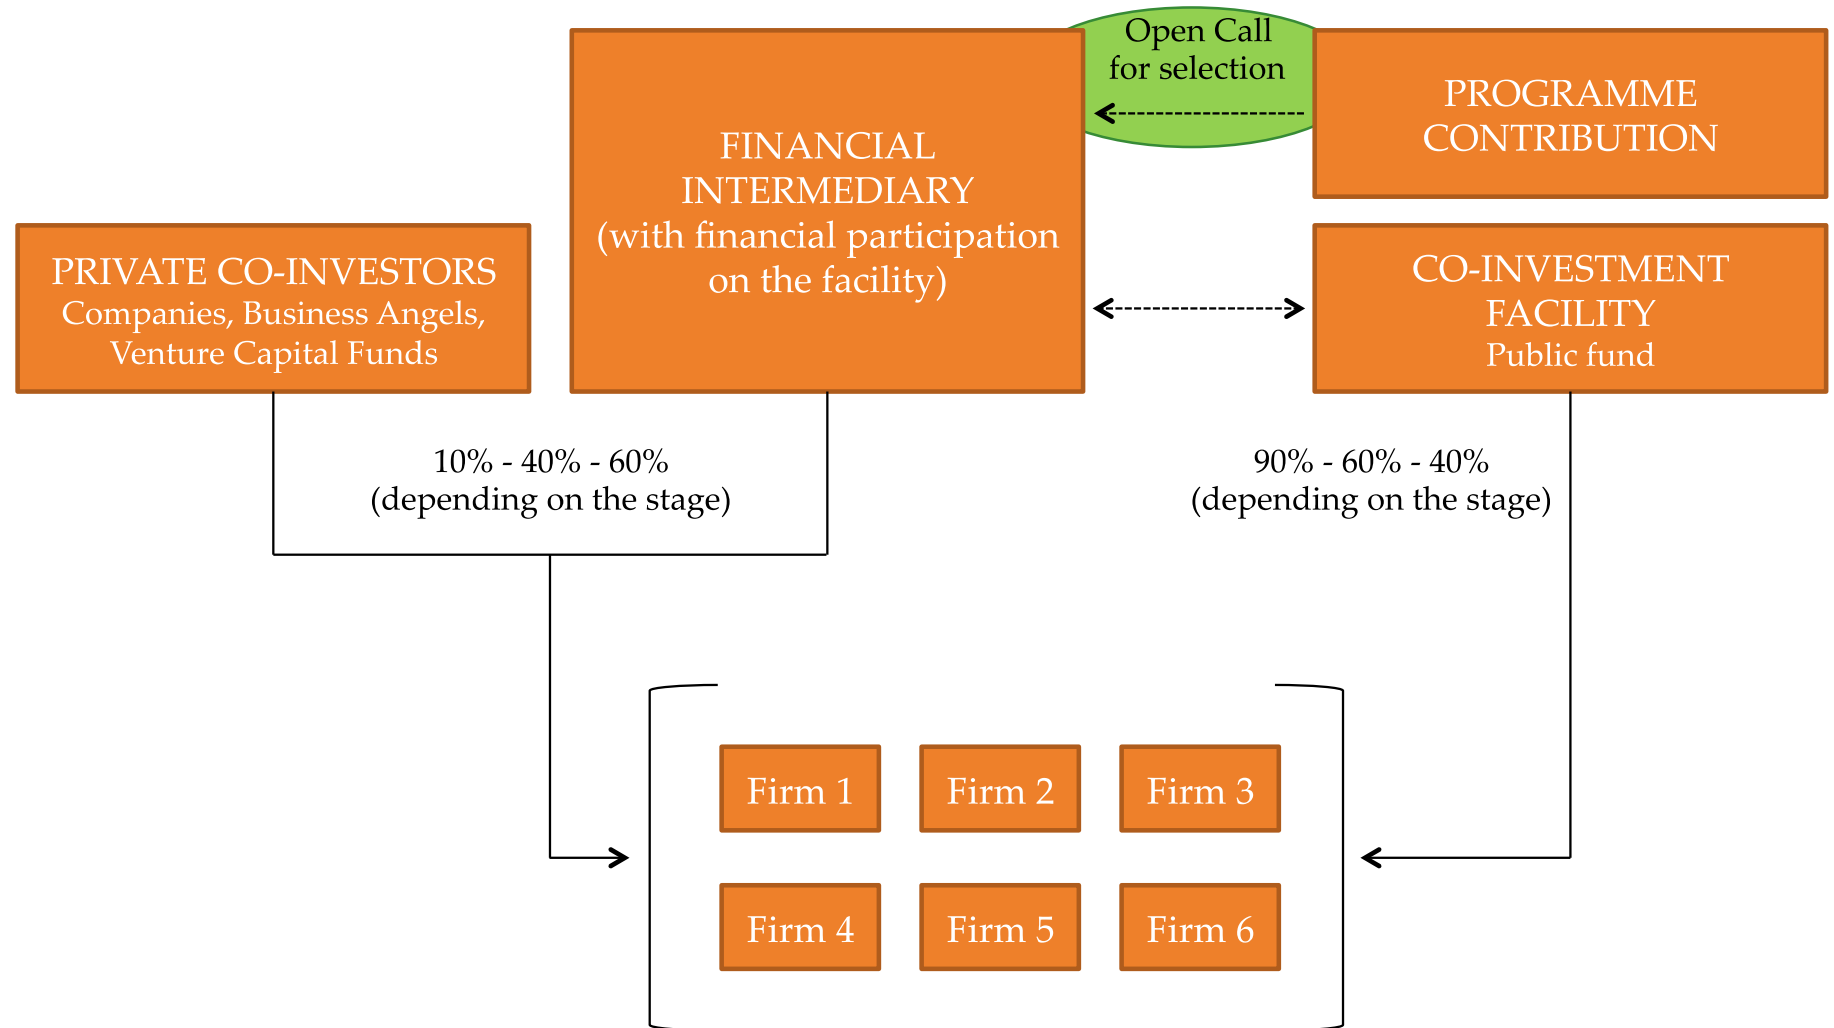 Open Call
for selection
PROGRAMME
CONTRIBUTION
FINANCIAL
INTERMEDIARY
(with financial participation
on the facility)
PRIVATE CO-INVESTORS
Companies, Business Angels,
Venture Capital Funds
CO-INVESTMENT
FACILITY
Public fund
10% - 40% - 60%
(depending on the stage)
90% - 60% - 40%
(depending on the stage)
Firm 1
Firm 2
Firm 3
Firm 4
Firm 5
Firm 6